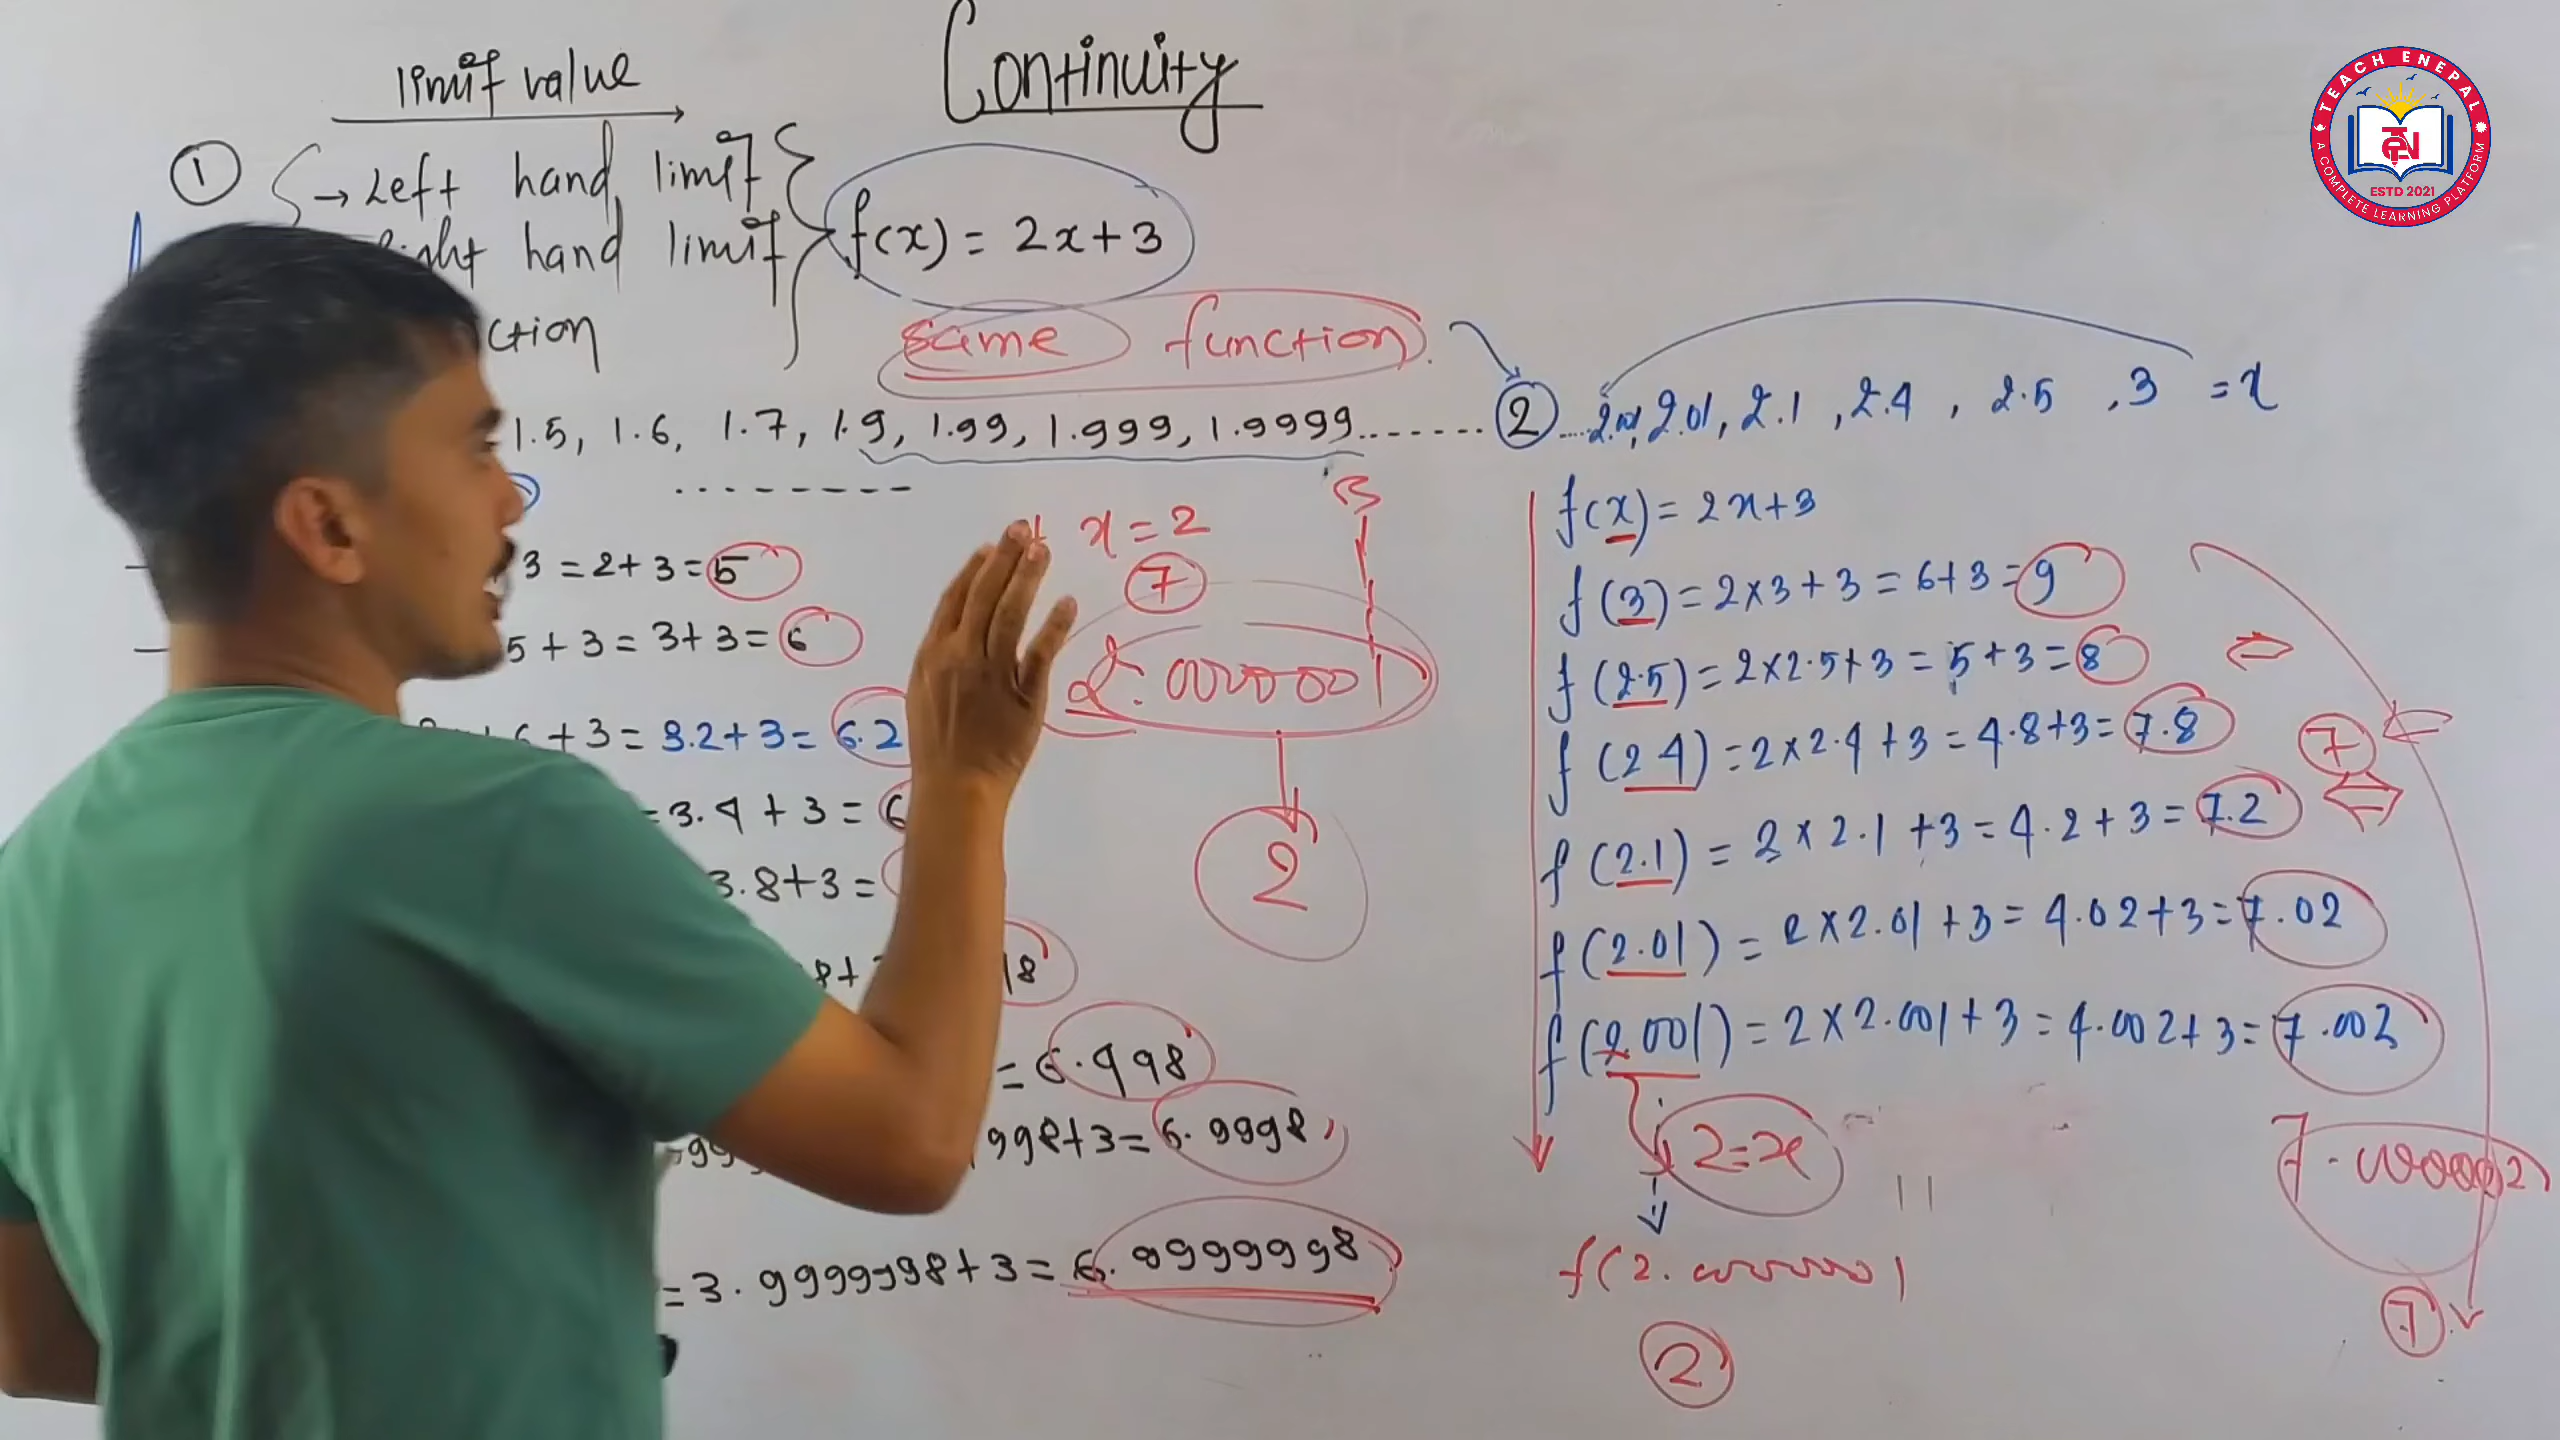 limit value
Continuity
TEACH ENEPAL
A COMPLETE LEARNING PLATFORM
ESTD 2021
1
→ Left hand limit
hand limit
f(x) = 2x+3
same function
1.5, 1.6, 1.7, 1.9, 1.99, 1.999, 1.9999....... 2 .... 2.01, 2.1, 2.4, 2.5, 3 = x
x = 2
7
2.0000001
2
3 = 2+3 = 5
5+3 = 3+3 = 6
6+3 = 3.2+3 = 6.2
= 3.4+3 = 6
3.8+3 =
= 6.998
998+3 = 6.9998
= 3.9999998+3 = 6.9999998
f(x) = 2x+3
f(3) = 2×3+3 = 6+3 = 9
f(2.5) = 2×2.5+3 = 5+3 = 8
f(2.4) = 2×2.4+3 = 4.8+3 = 7.8
7
f(2.1) = 2×2.1+3 = 4.2+3 = 7.2
f(2.01) = 2×2.01+3 = 4.02+3 = 7.02
f(2.001) = 2×2.001+3 = 4.002+3 = 7.002
2=x
2
7